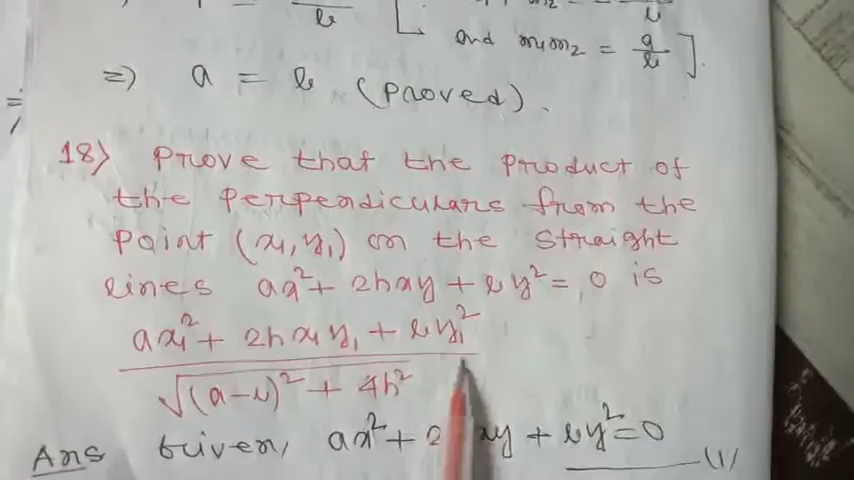 and m₁m₂ = a/b ].
=) a = b (Proved).
18) Prove that the product of
the perpendiculars from the
point (x₁, y₁) on the straight
lines ax² + 2hxy + by² = 0 is
ax₁² + 2hx₁y₁ + by₁²
√(a-b)² + 4h²
Ans Given, ax² + 2 xy + by² = 0 (1)